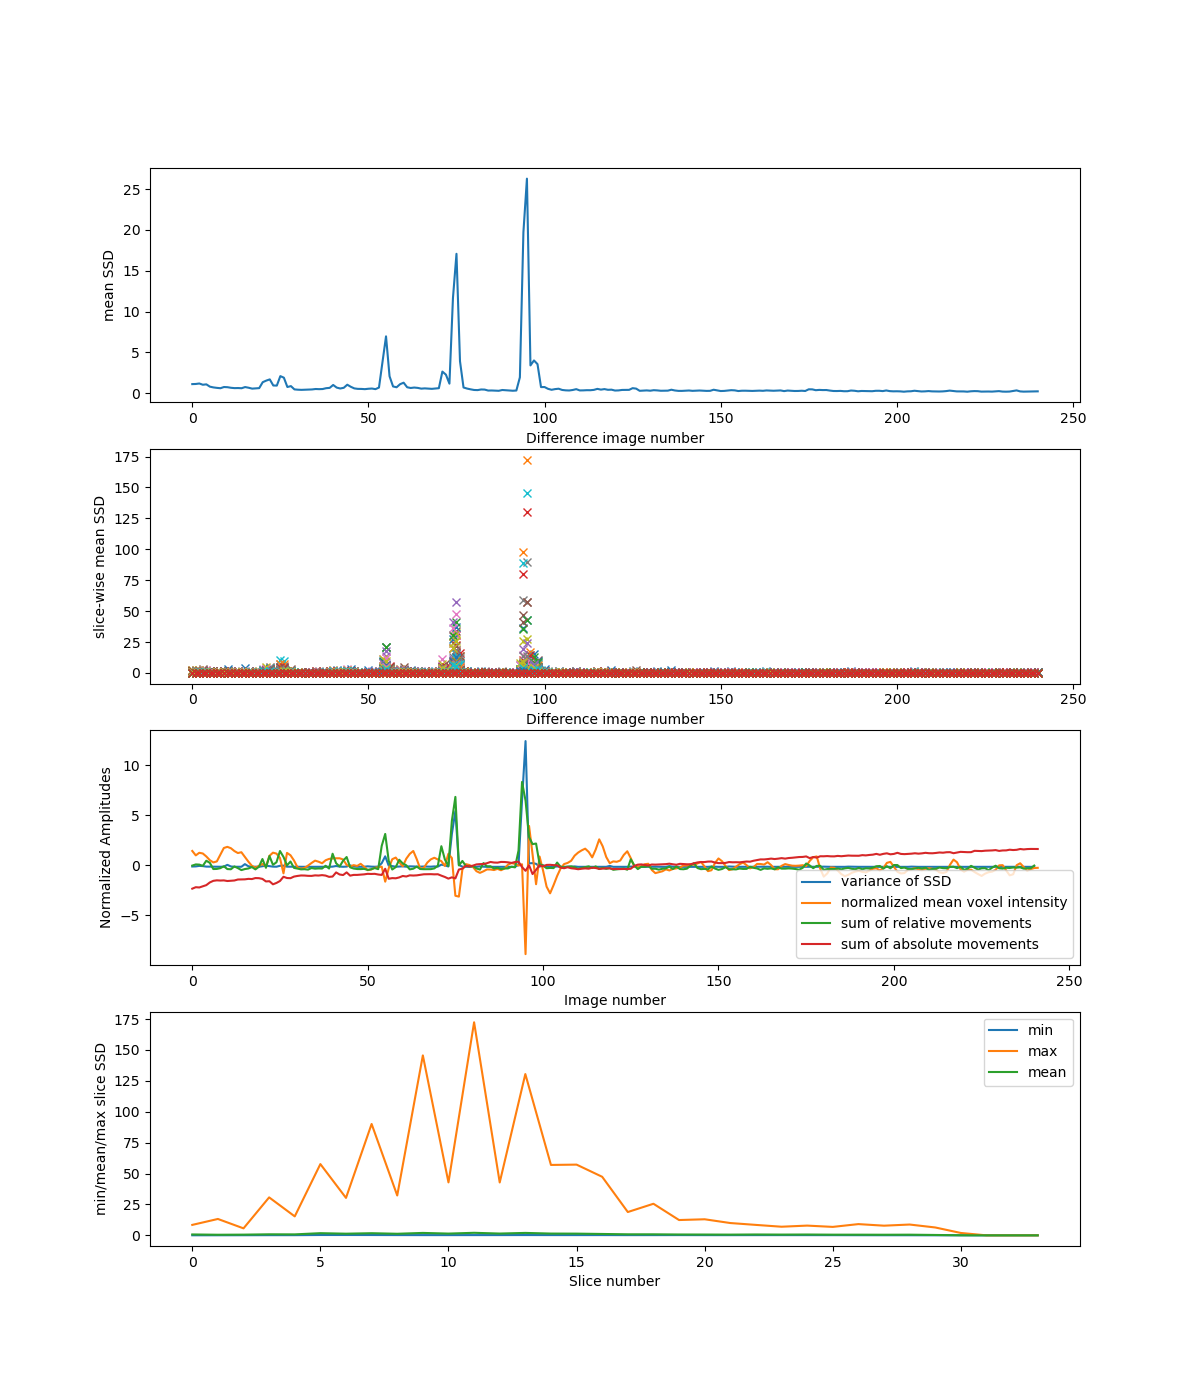 25
20
15
10
5
0
mean SSD
0 50 100 150 200 250
Difference image number
175
150
125
100
75
50
25
0
slice-wise mean SSD
0 50 100 150 200 250
Difference image number
10
5
0
−5
Normalized Amplitudes
variance of SSD
normalized mean voxel intensity
sum of relative movements
sum of absolute movements
0 50 100 150 200 250
Image number
175
150
125
100
75
50
25
0
min/mean/max slice SSD
min
max
mean
0 5 10 15 20 25 30
Slice number